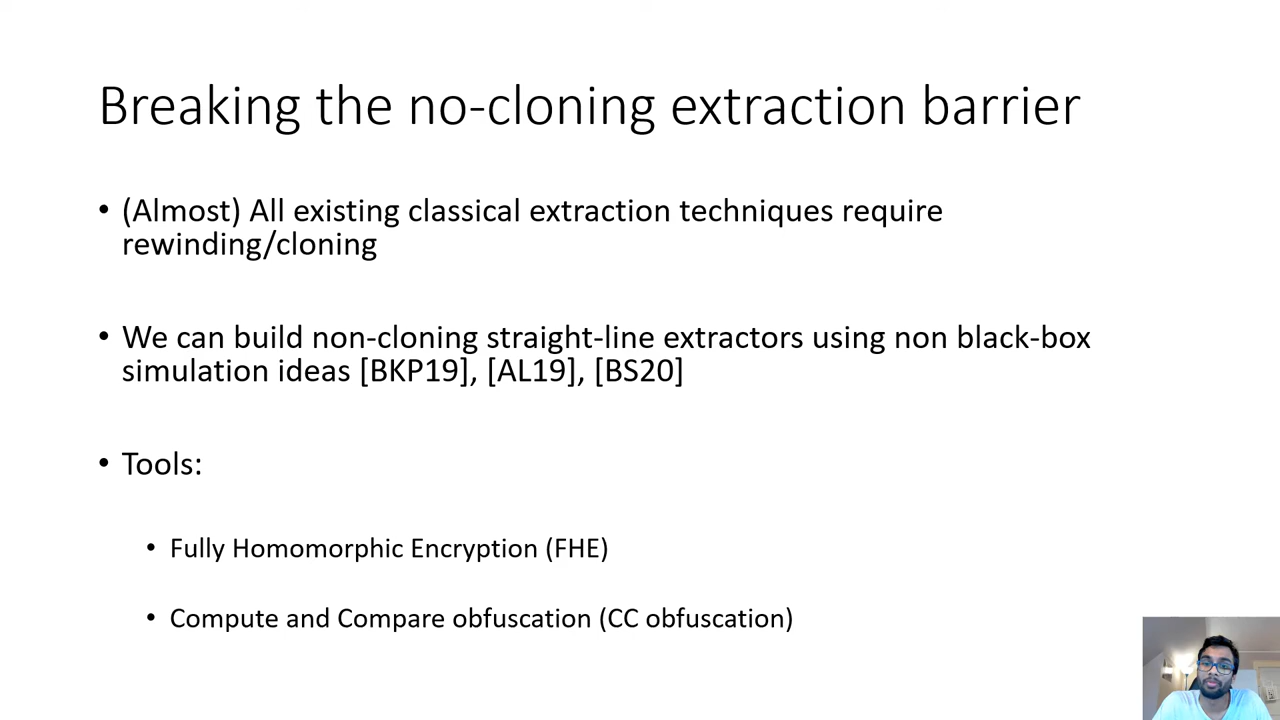 Breaking the no-cloning extraction barrier
• (Almost) All existing classical extraction techniques require
rewinding/cloning
• We can build non-cloning straight-line extractors using non black-box
simulation ideas [BKP19], [AL19], [BS20]
• Tools:
• Fully Homomorphic Encryption (FHE)
• Compute and Compare obfuscation (CC obfuscation)